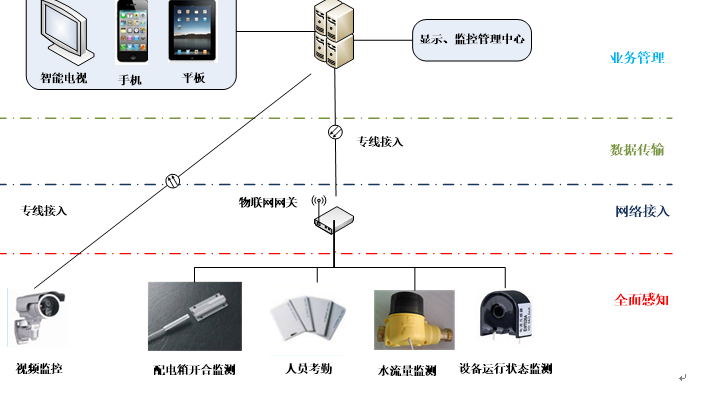 显示、监控管理中心
智能电视
手机
平板
业务管理
专线接入
数据传输
物联网网关
专线接入
网络接入
全面感知
视频监控
配电箱开合监测
人员考勤
水流量监测
设备运行状态监测